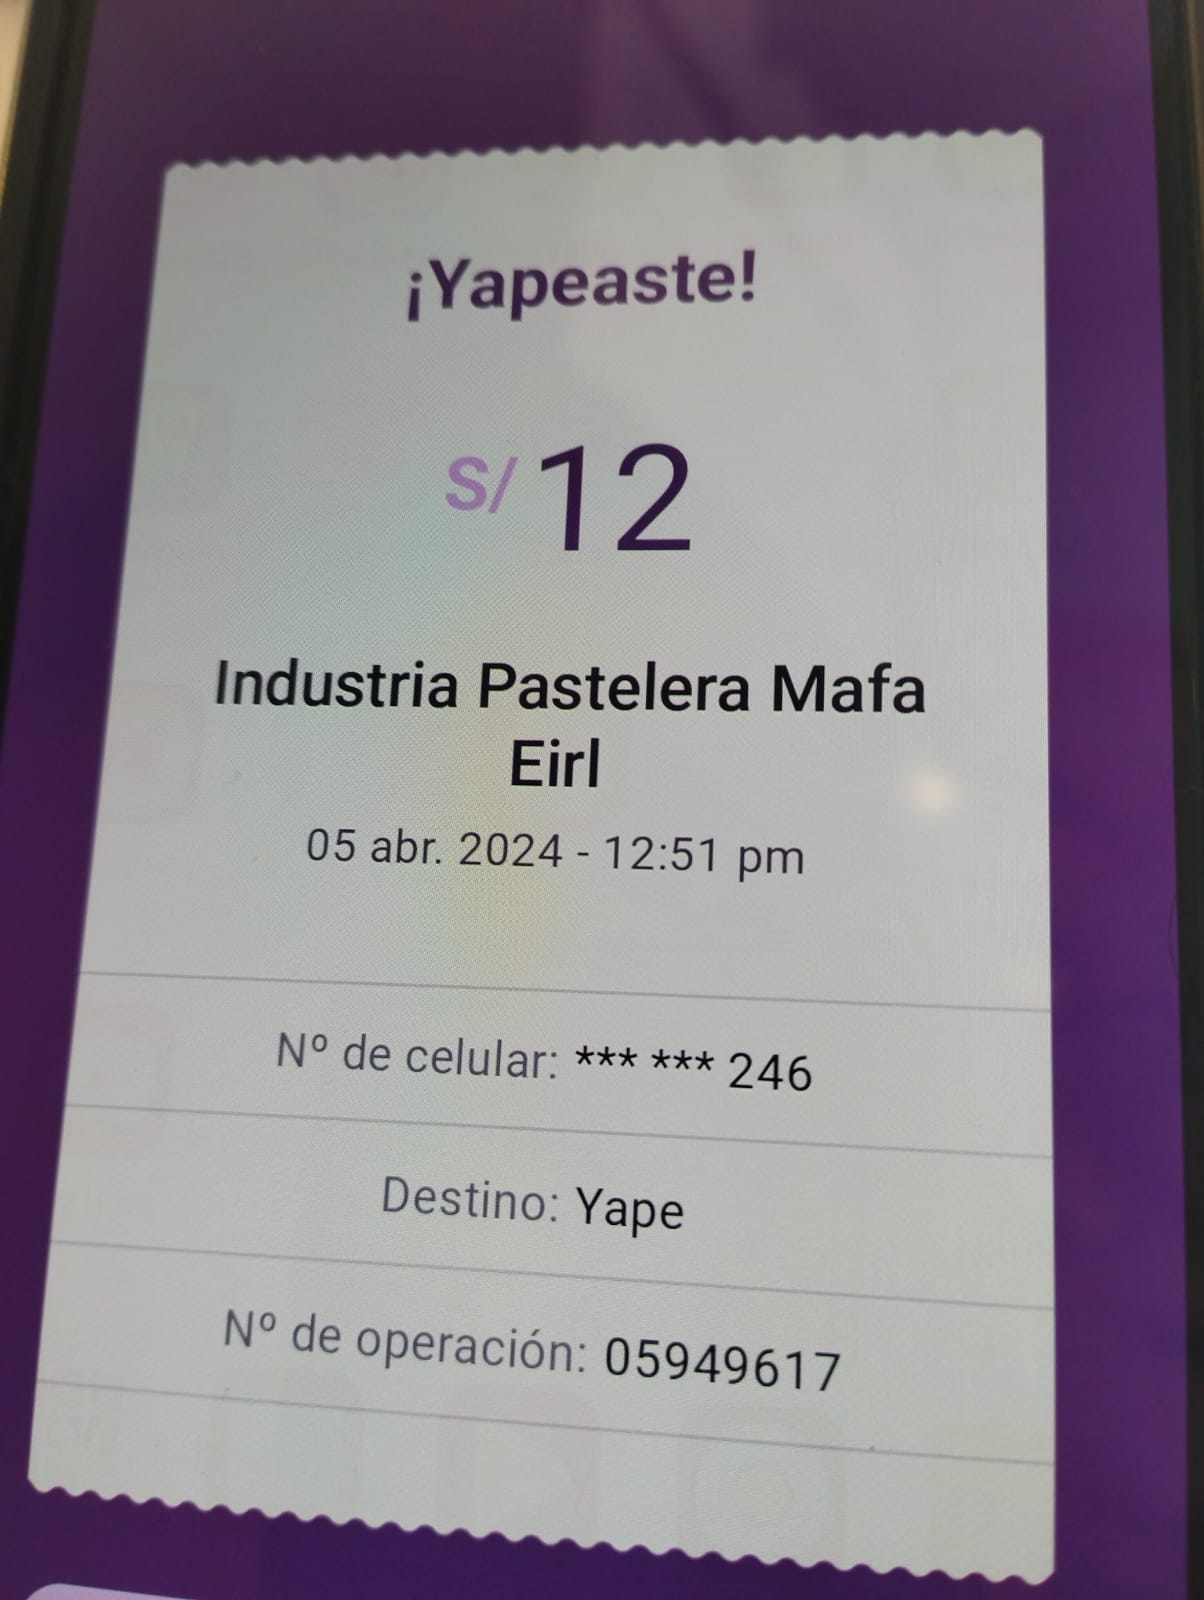 ¡Yapeaste!
S/ 12
Industria Pastelera Mafa
Eirl
05 abr. 2024 - 12:51 pm
Nº de celular: *** *** 246
Destino: Yape
Nº de operación: 05949617